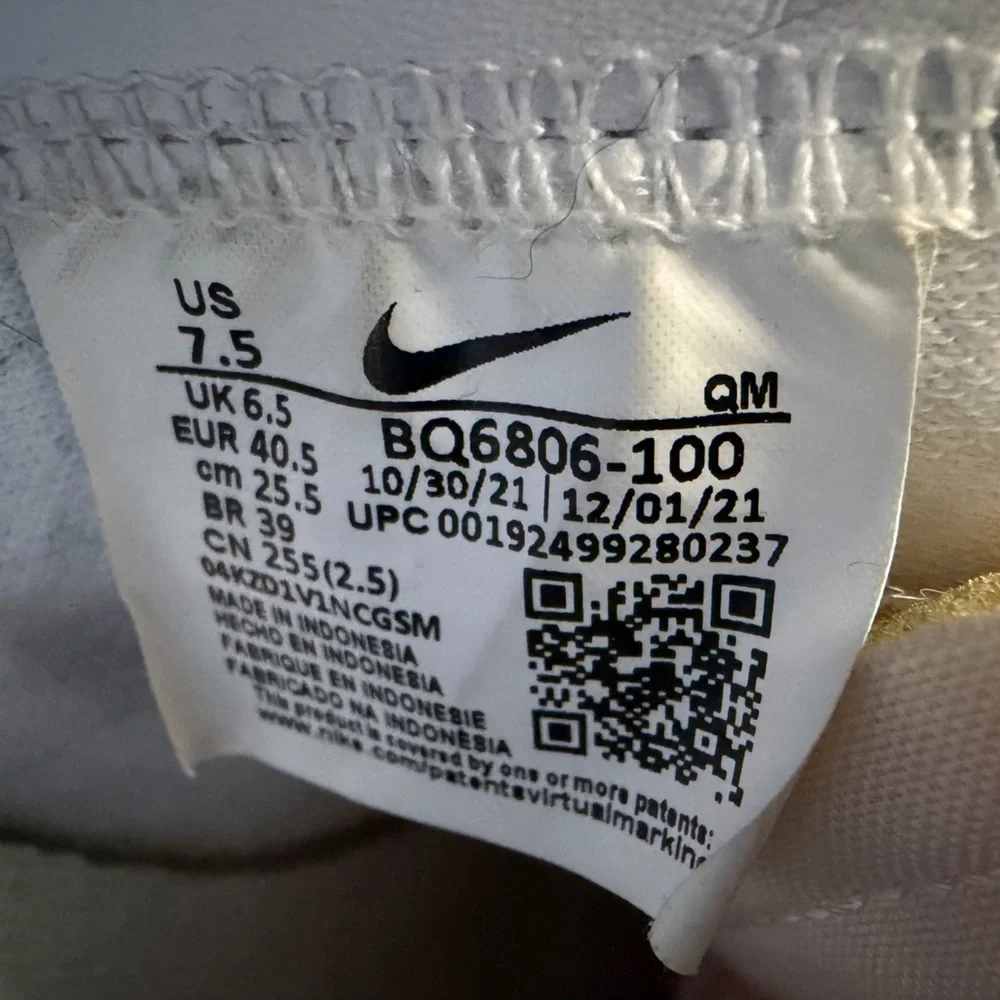 US
7.5
QM
UK 6.5
BQ6806-100
EUR 40.5
10/30/21 | 12/01/21
cm 25.5
UPC 00192499280237
BR 39
CN 255(2.5)
04KZD1V1NCGSM
MADE IN INDONESIA
HECHO EN INDONESIA
FABRIQUE EN INDONESIE
FABRICADO NA INDONÈSIA
This product is covered by one or more patents:
www.nike.com/patentsvirtualmarking